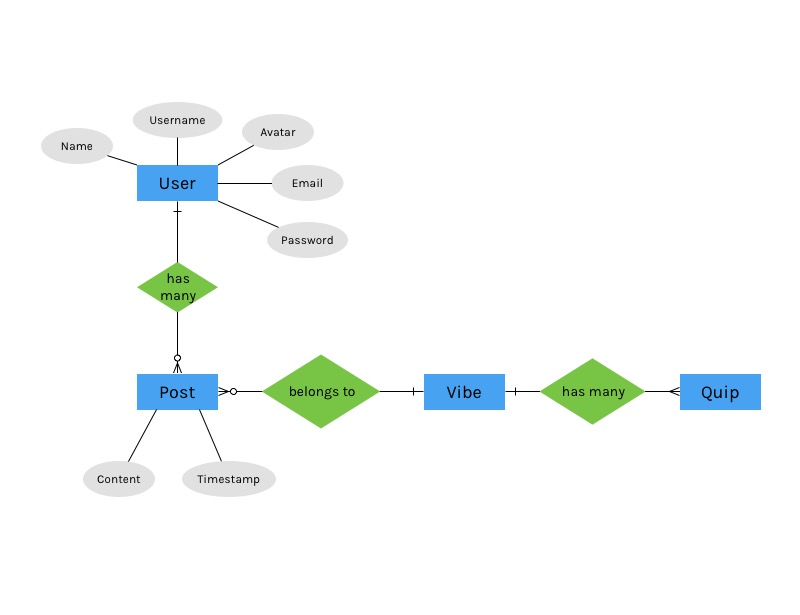 Username
Avatar
Name
User
Email
Password
has
many
Post
belongs to
Vibe
has many
Quip
Content
Timestamp